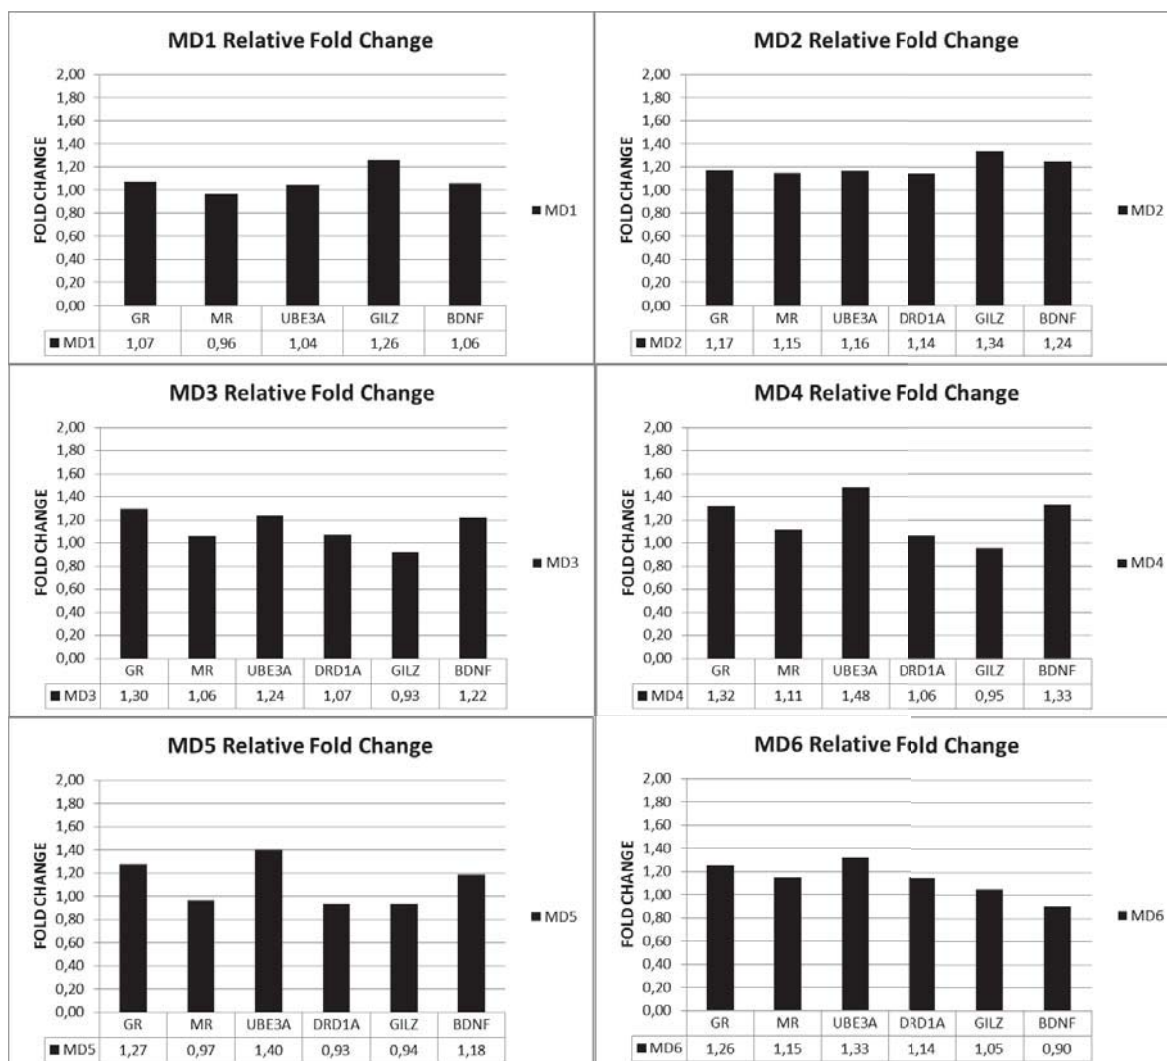 MD1 Relative Fold Change
FOLD CHANGE
2,00
1,80
1,60
1,40
1,20
1,00
0,80
0,60
0,40
0,20
0,00
GR MR UBE3A GILZ BDNF
MD1 1,07 0,96 1,04 1,26 1,06
MD1
MD2 Relative Fold Change
FOLD CHANGE
2,00
1,80
1,60
1,40
1,20
1,00
0,80
0,60
0,40
0,20
0,00
GR MR UBE3A DRD1A GILZ BDNF
MD2 1,17 1,15 1,16 1,14 1,34 1,24
MD2
MD3 Relative Fold Change
FOLD CHANGE
2,00
1,80
1,60
1,40
1,20
1,00
0,80
0,60
0,40
0,20
0,00
GR MR UBE3A DRD1A GILZ BDNF
MD3 1,30 1,06 1,24 1,07 0,93 1,22
MD3
MD4 Relative Fold Change
FOLD CHANGE
2,00
1,80
1,60
1,40
1,20
1,00
0,80
0,60
0,40
0,20
0,00
GR MR UBE3A DRD1A GILZ BDNF
MD4 1,32 1,11 1,48 1,06 0,95 1,33
MD4
MD5 Relative Fold Change
FOLD CHANGE
2,00
1,80
1,60
1,40
1,20
1,00
0,80
0,60
0,40
0,20
0,00
GR MR UBE3A DRD1A GILZ BDNF
MD5 1,27 0,97 1,40 0,93 0,94 1,18
MD5
MD6 Relative Fold Change
FOLD CHANGE
2,00
1,80
1,60
1,40
1,20
1,00
0,80
0,60
0,40
0,20
0,00
GR MR UBE3A DRD1A GILZ BDNF
MD6 1,26 1,15 1,33 1,14 1,05 0,90
MD6